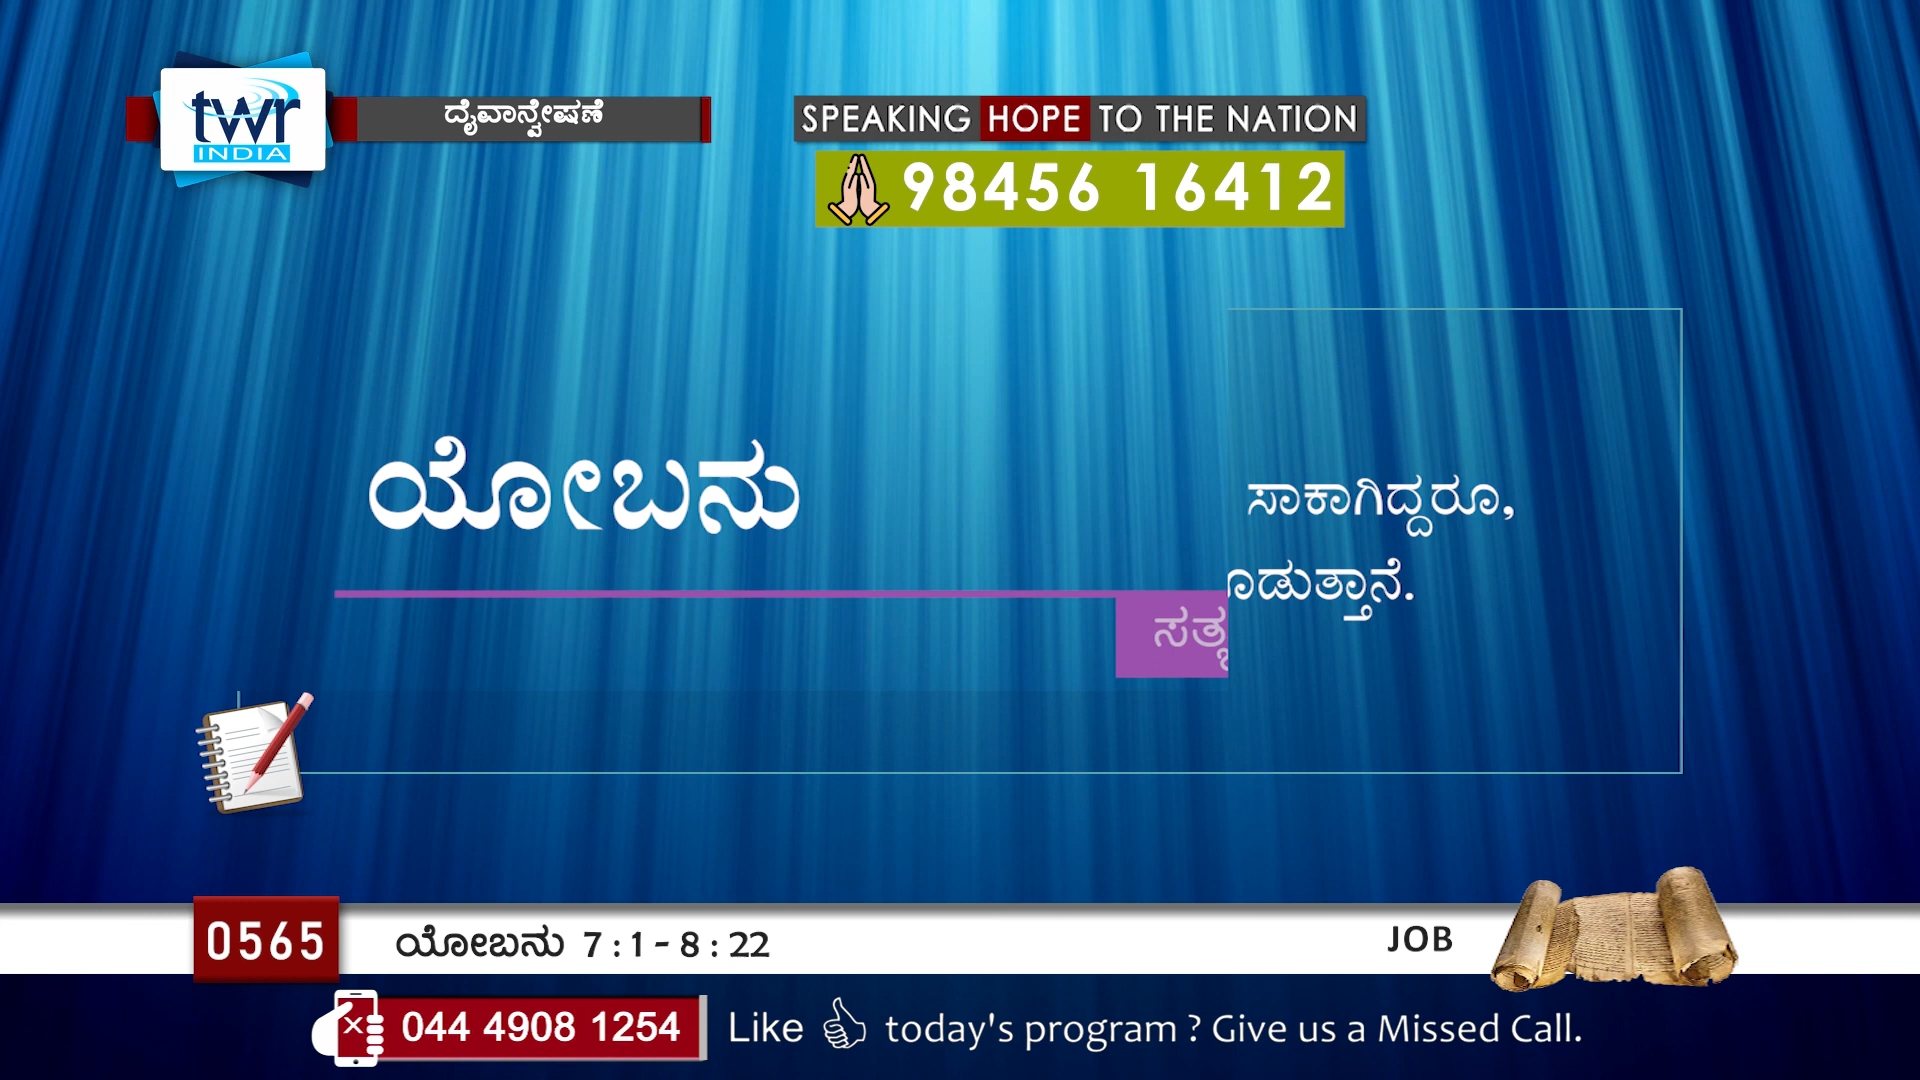 twr
INDIA
ದೈವಾನ್ವೇಷಣೆ
SPEAKING HOPE TO THE NATION
98456 16412
ಯೋಬನು
ಸಾಕಾಗಿದ್ದರೂ,
0565
ಯೋಬನು 7 : 1 - 8 : 22
JOB
044 4908 1254
Like today's program ? Give us a Missed Call.